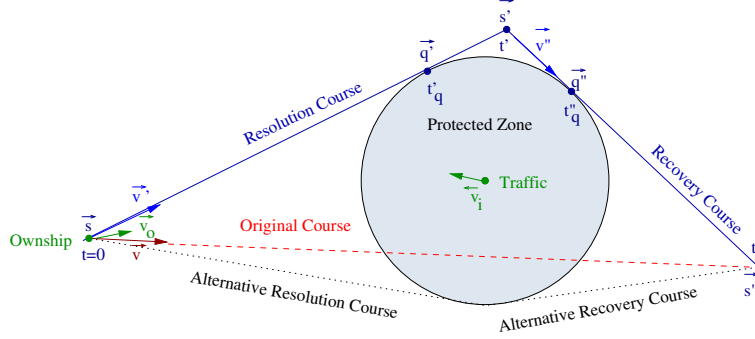 s'
t'
v"
q'
t'q
q"
t"q
Resolution Course
Protected Zone
Recovery Course
v'
vi
Traffic
s
vo
Ownship
t=0
v
Original Course
t
s'
Alternative Resolution Course
Alternative Recovery Course